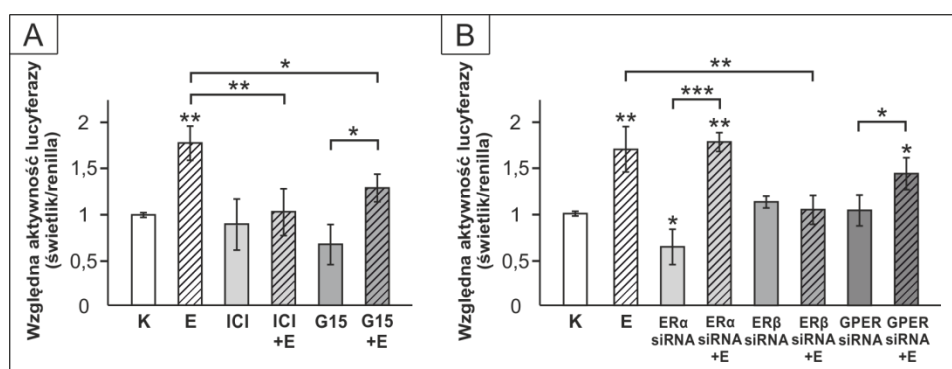 A
Względna aktywność lucyferazy
(świetlik/renilla)
2
1,5
1
0,5
0
**
**
*
*
K
E
ICI
ICI
+E
G15
G15
+E
B
Względna aktywność lucyferazy
(świetlik/renilla)
2
1,5
1
0,5
0
**
**
***
**
*
*
*
K
E
ERα
siRNA
ERα
siRNA
+E
ERβ
siRNA
ERβ
siRNA
+E
GPER
siRNA
GPER
siRNA
+E